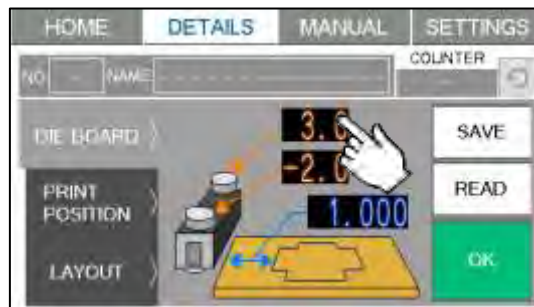 HOME DETAILS MANUAL SETTINGS
COUNTER
NO - NAME - - - - - - - - - - - - - -
DIE BOARD
3.
SAVE
-2.0
PRINT
POSITION
READ
1.000
LAYOUT
OK